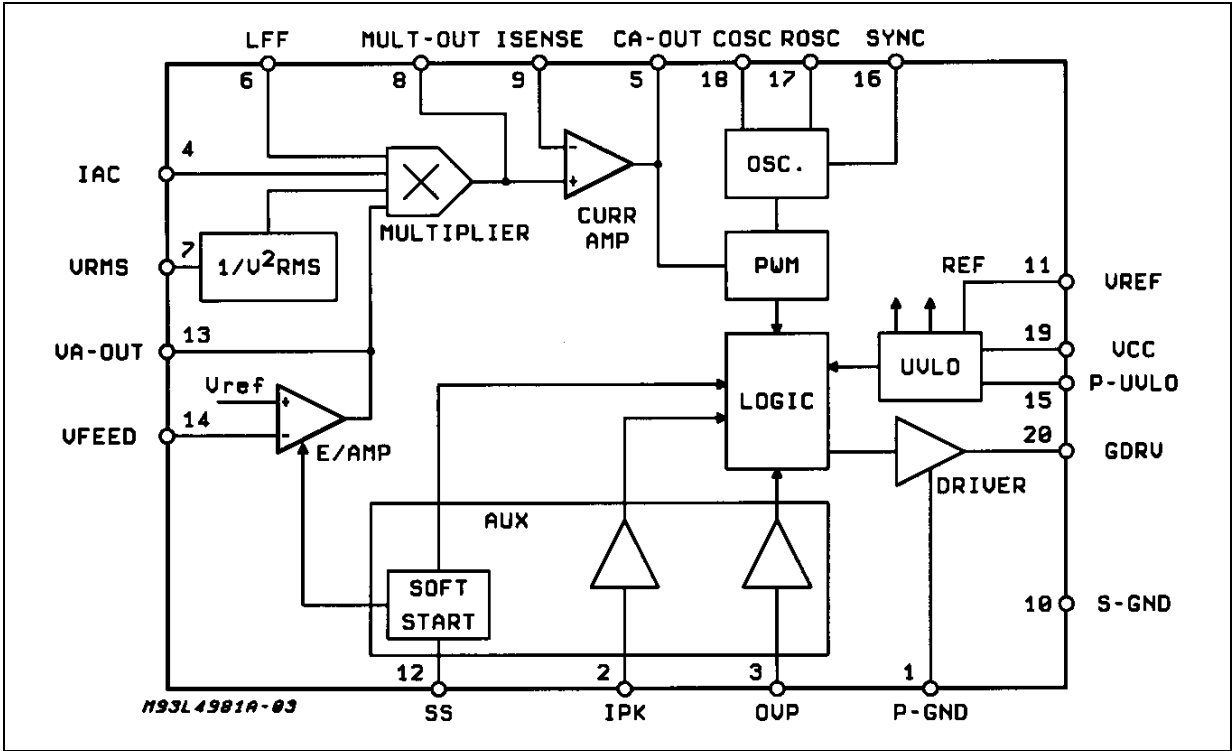 LFF MULT-OUT ISENSE CA-OUT COSC ROSC SYNC
6 8 9 5 18 17 16
IAC 4
OSC.
MULTIPLIER
CURR
AMP
VRMS 7
1/V²RMS
PWM
REF 11 VREF
VA-OUT 13
19 VCC
UVLO
P-UVLO
15
Vref
LOGIC
VFEED 14
E/AMP
20 GDRV
DRIVER
AUX
SOFT
START
10 S-GND
12 2 3 1
SS IPK OVP P-GND
M93L4981A-03
+
-
-
+